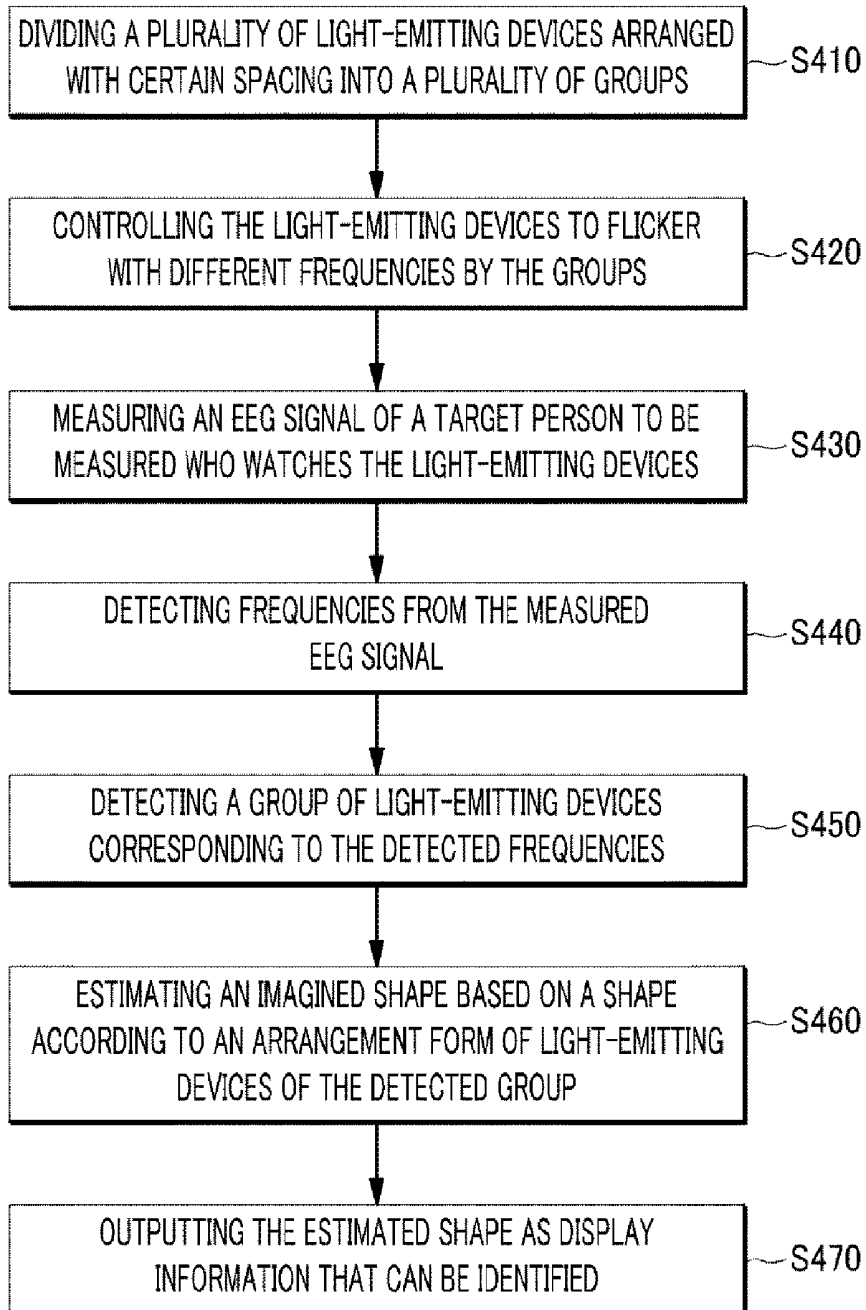 DIVIDING A PLURALITY OF LIGHT-EMITTING DEVICES ARRANGED
WITH CERTAIN SPACING INTO A PLURALITY OF GROUPS
S410
CONTROLLING THE LIGHT-EMITTING DEVICES TO FLICKER
WITH DIFFERENT FREQUENCIES BY THE GROUPS
S420
MEASURING AN EEG SIGNAL OF A TARGET PERSON TO BE
MEASURED WHO WATCHES THE LIGHT-EMITTING DEVICES
S430
DETECTING FREQUENCIES FROM THE MEASURED
EEG SIGNAL
S440
DETECTING A GROUP OF LIGHT-EMITTING DEVICES
CORRESPONDING TO THE DETECTED FREQUENCIES
S450
ESTIMATING AN IMAGINED SHAPE BASED ON A SHAPE
ACCORDING TO AN ARRANGEMENT FORM OF LIGHT-EMITTING
DEVICES OF THE DETECTED GROUP
S460
OUTPUTTING THE ESTIMATED SHAPE AS DISPLAY
INFORMATION THAT CAN BE IDENTIFIED
S470